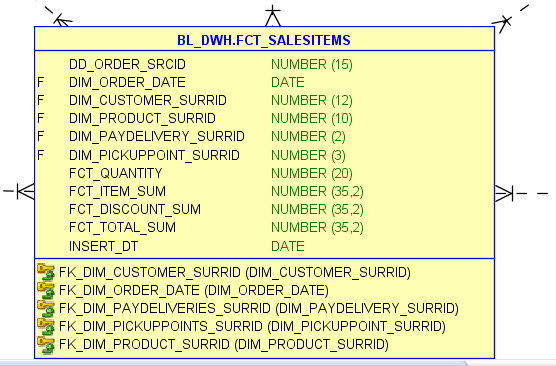 BL_DWH.FCT_SALESITEMS
DD_ORDER_SRCID NUMBER (15)
F DIM_ORDER_DATE DATE
F DIM_CUSTOMER_SURRID NUMBER (12)
F DIM_PRODUCT_SURRID NUMBER (10)
F DIM_PAYDELIVERY_SURRID NUMBER (2)
F DIM_PICKUPPOINT_SURRID NUMBER (3)
FCT_QUANTITY NUMBER (20)
FCT_ITEM_SUM NUMBER (35,2)
FCT_DISCOUNT_SUM NUMBER (35,2)
FCT_TOTAL_SUM NUMBER (35,2)
INSERT_DT DATE
FK_DIM_CUSTOMER_SURRID (DIM_CUSTOMER_SURRID)
FK_DIM_ORDER_DATE (DIM_ORDER_DATE)
FK_DIM_PAYDELIVERIES_SURRID (DIM_PAYDELIVERY_SURRID)
FK_DIM_PICKUPPOINTS_SURRID (DIM_PICKUPPOINT_SURRID)
FK_DIM_PRODUCT_SURRID (DIM_PRODUCT_SURRID)